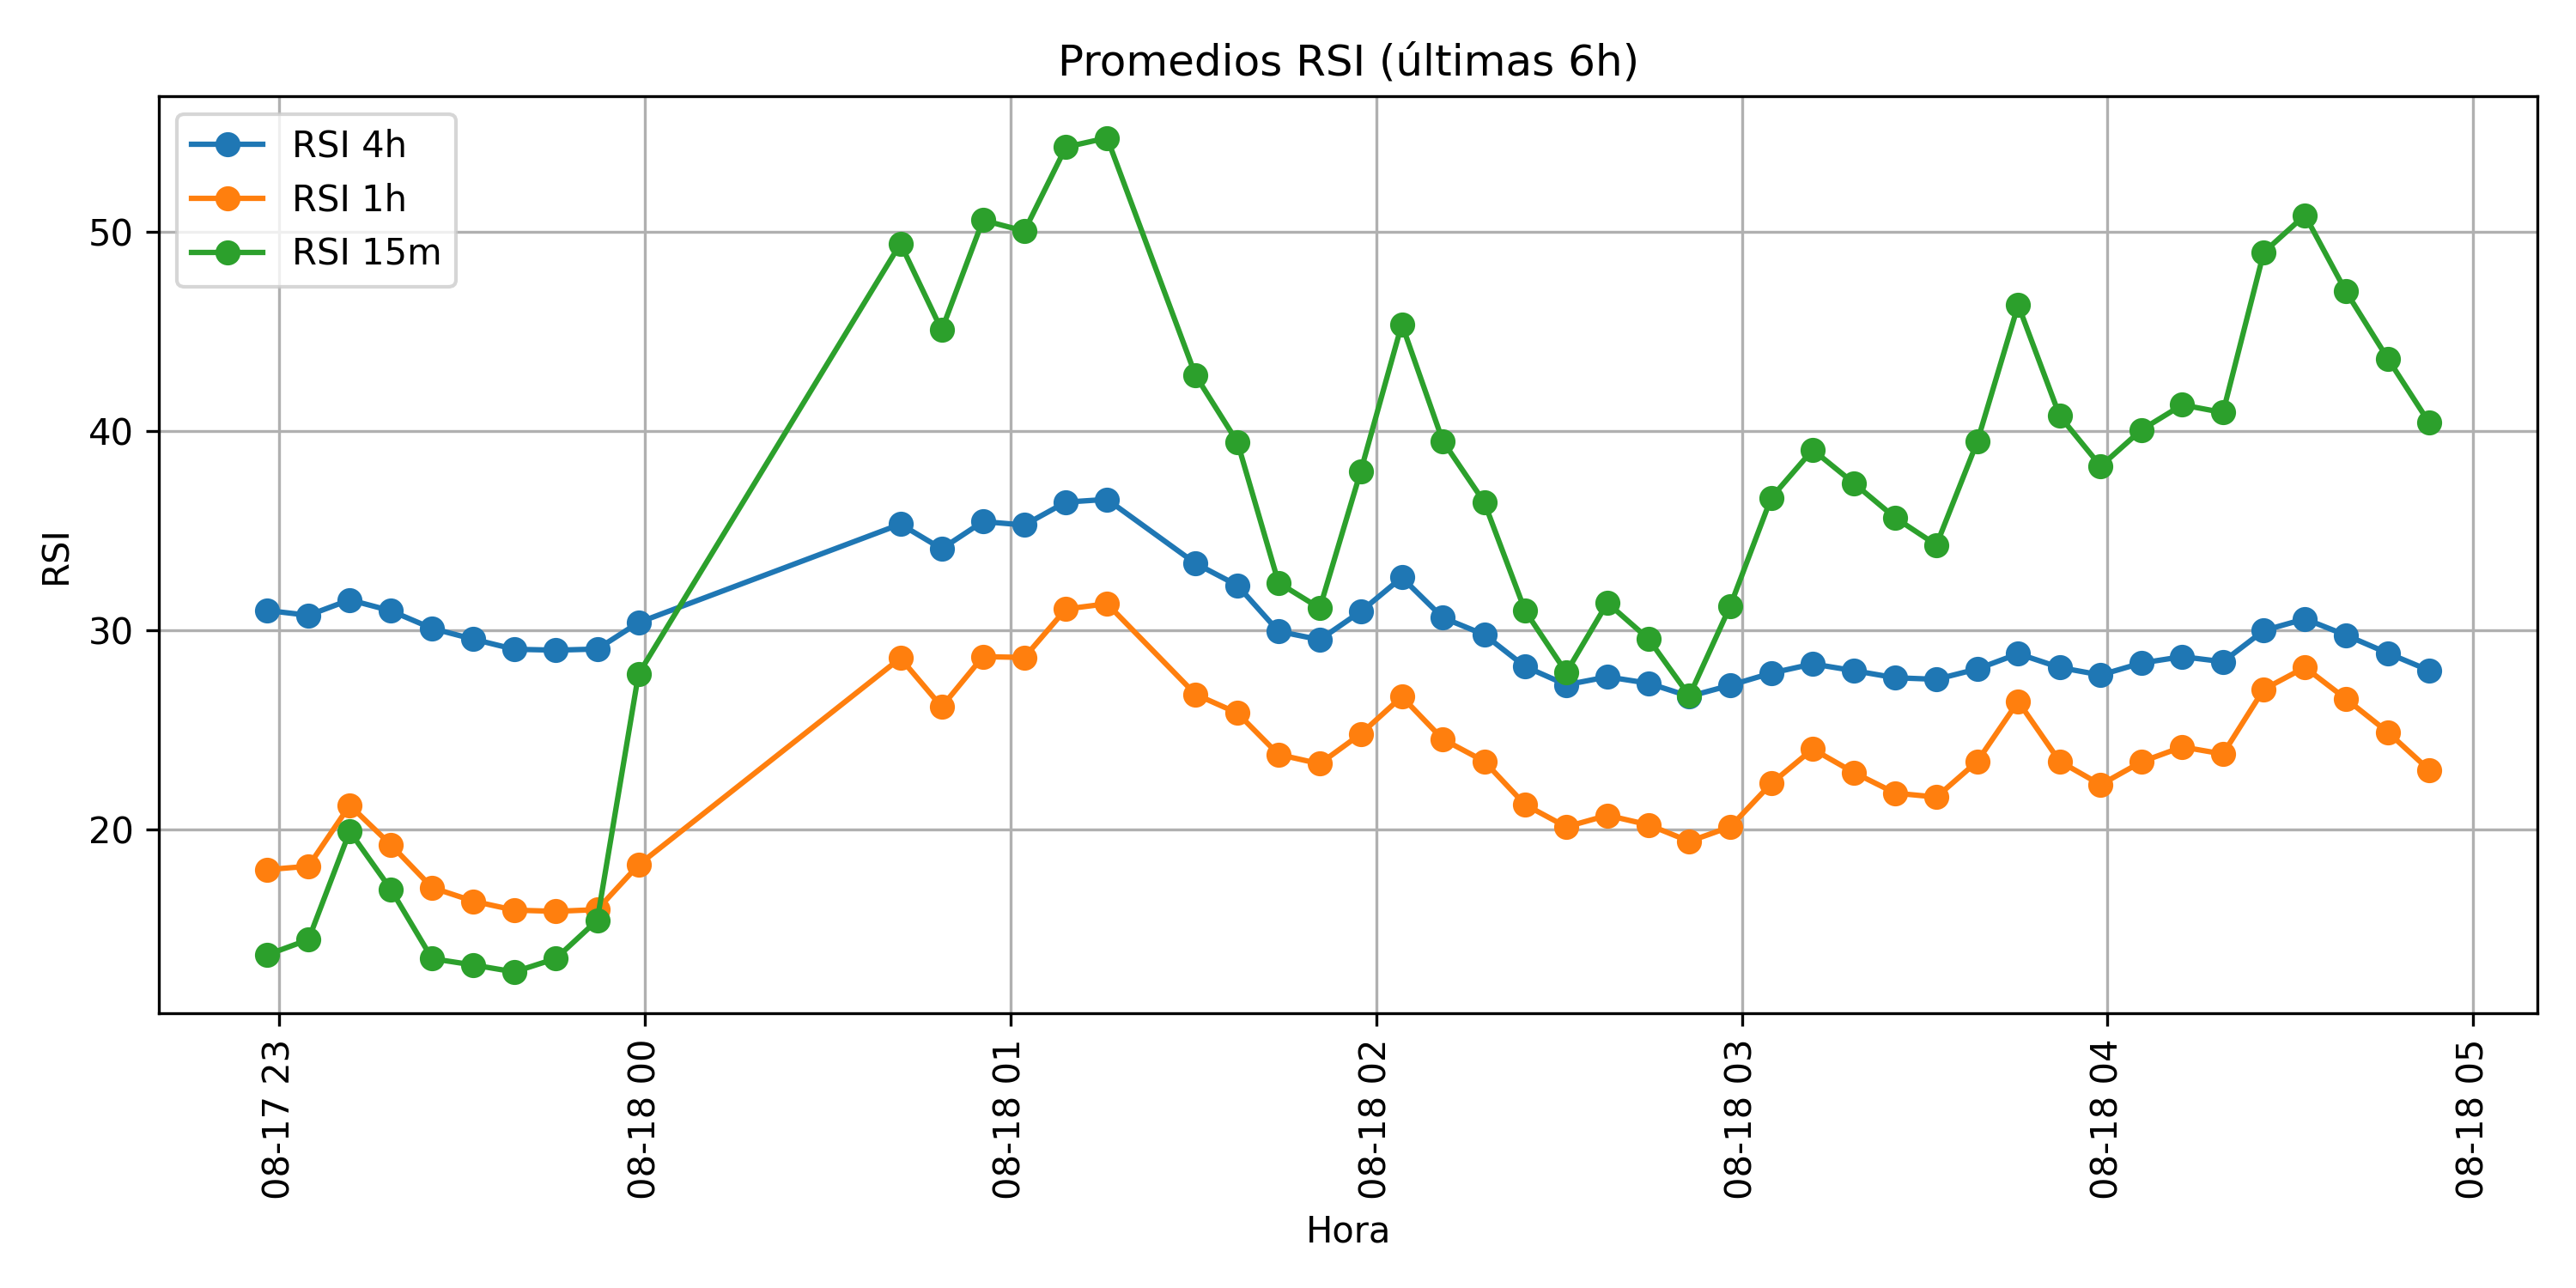 Promedios RSI (últimas 6h)
RSI 4h
RSI 1h
RSI 15m
50
40
30
20
RSI
08-17 23
08-18 00
08-18 01
08-18 02
08-18 03
08-18 04
08-18 05
Hora